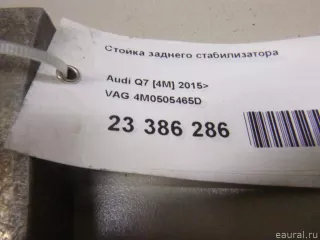 Стойка заднего стабилизатора
Audi Q7 [4M] 2015>
VAG 4M0505465D
23 386 286
eaural.ru